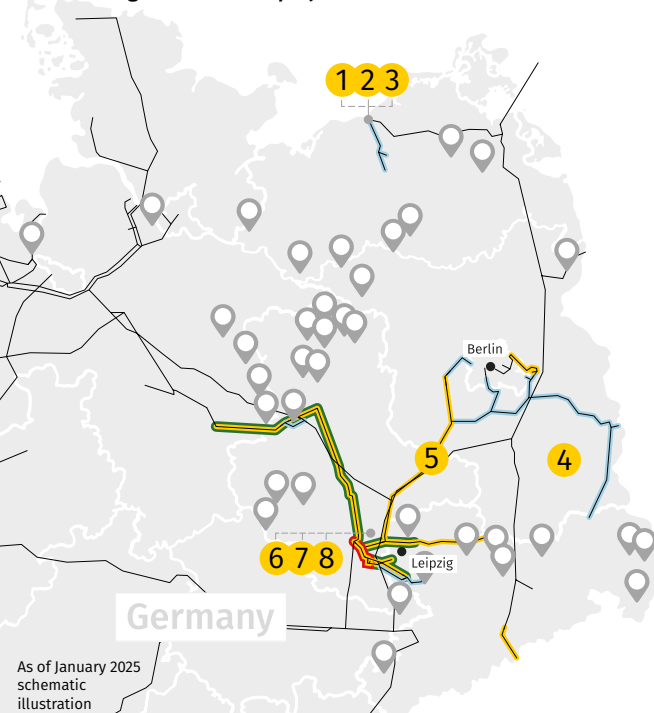 1 2 3
Berlin
5
4
6 7 8
Leipzig
Germany
As of January 2025
schematic
illustration